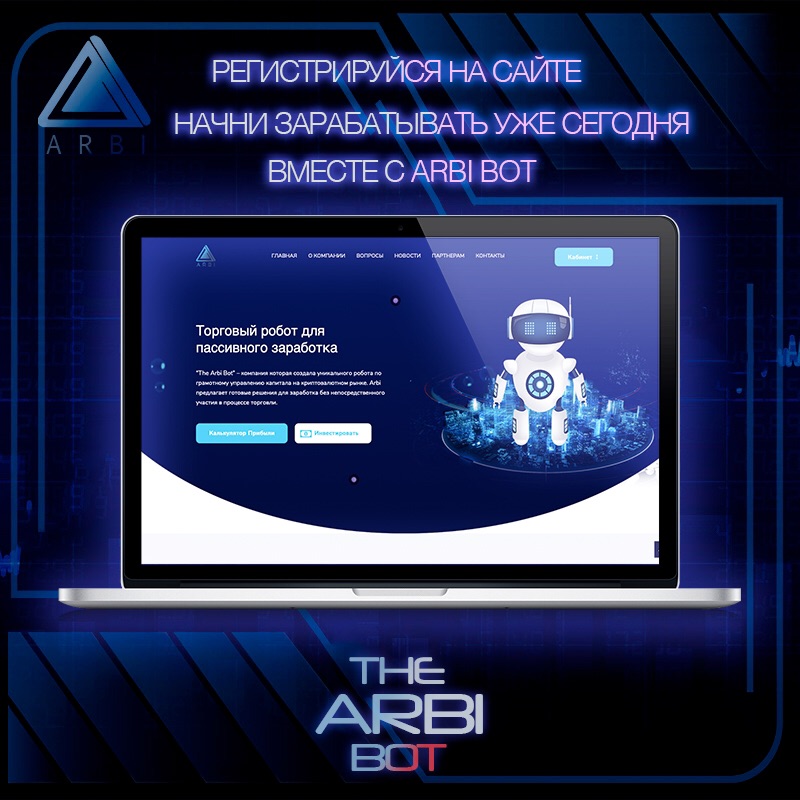 РЕГИСТРИРУЙСЯ НА САЙТЕ
НАЧНИ ЗАРАБАТЫВАТЬ УЖЕ СЕГОДНЯ
ВМЕСТЕ С ARBI BOT
ARBI
ARBI
ГЛАВНАЯ О КОМПАНИИ ВОПРОСЫ НОВОСТИ ПАРТНЕРАМ КОНТАКТЫ
Кабинет
Торговый робот для
пассивного заработка
"The Arbi Bot" – компания которая создала уникального робота по
грамотному управлению капитала на криптовалютном рынке. Arbi
предлагает готовые решения для заработка без непосредственного
участия в процессе торговли.
Калькулятор Прибыли
Инвестировать
THE
ARBI
BOT